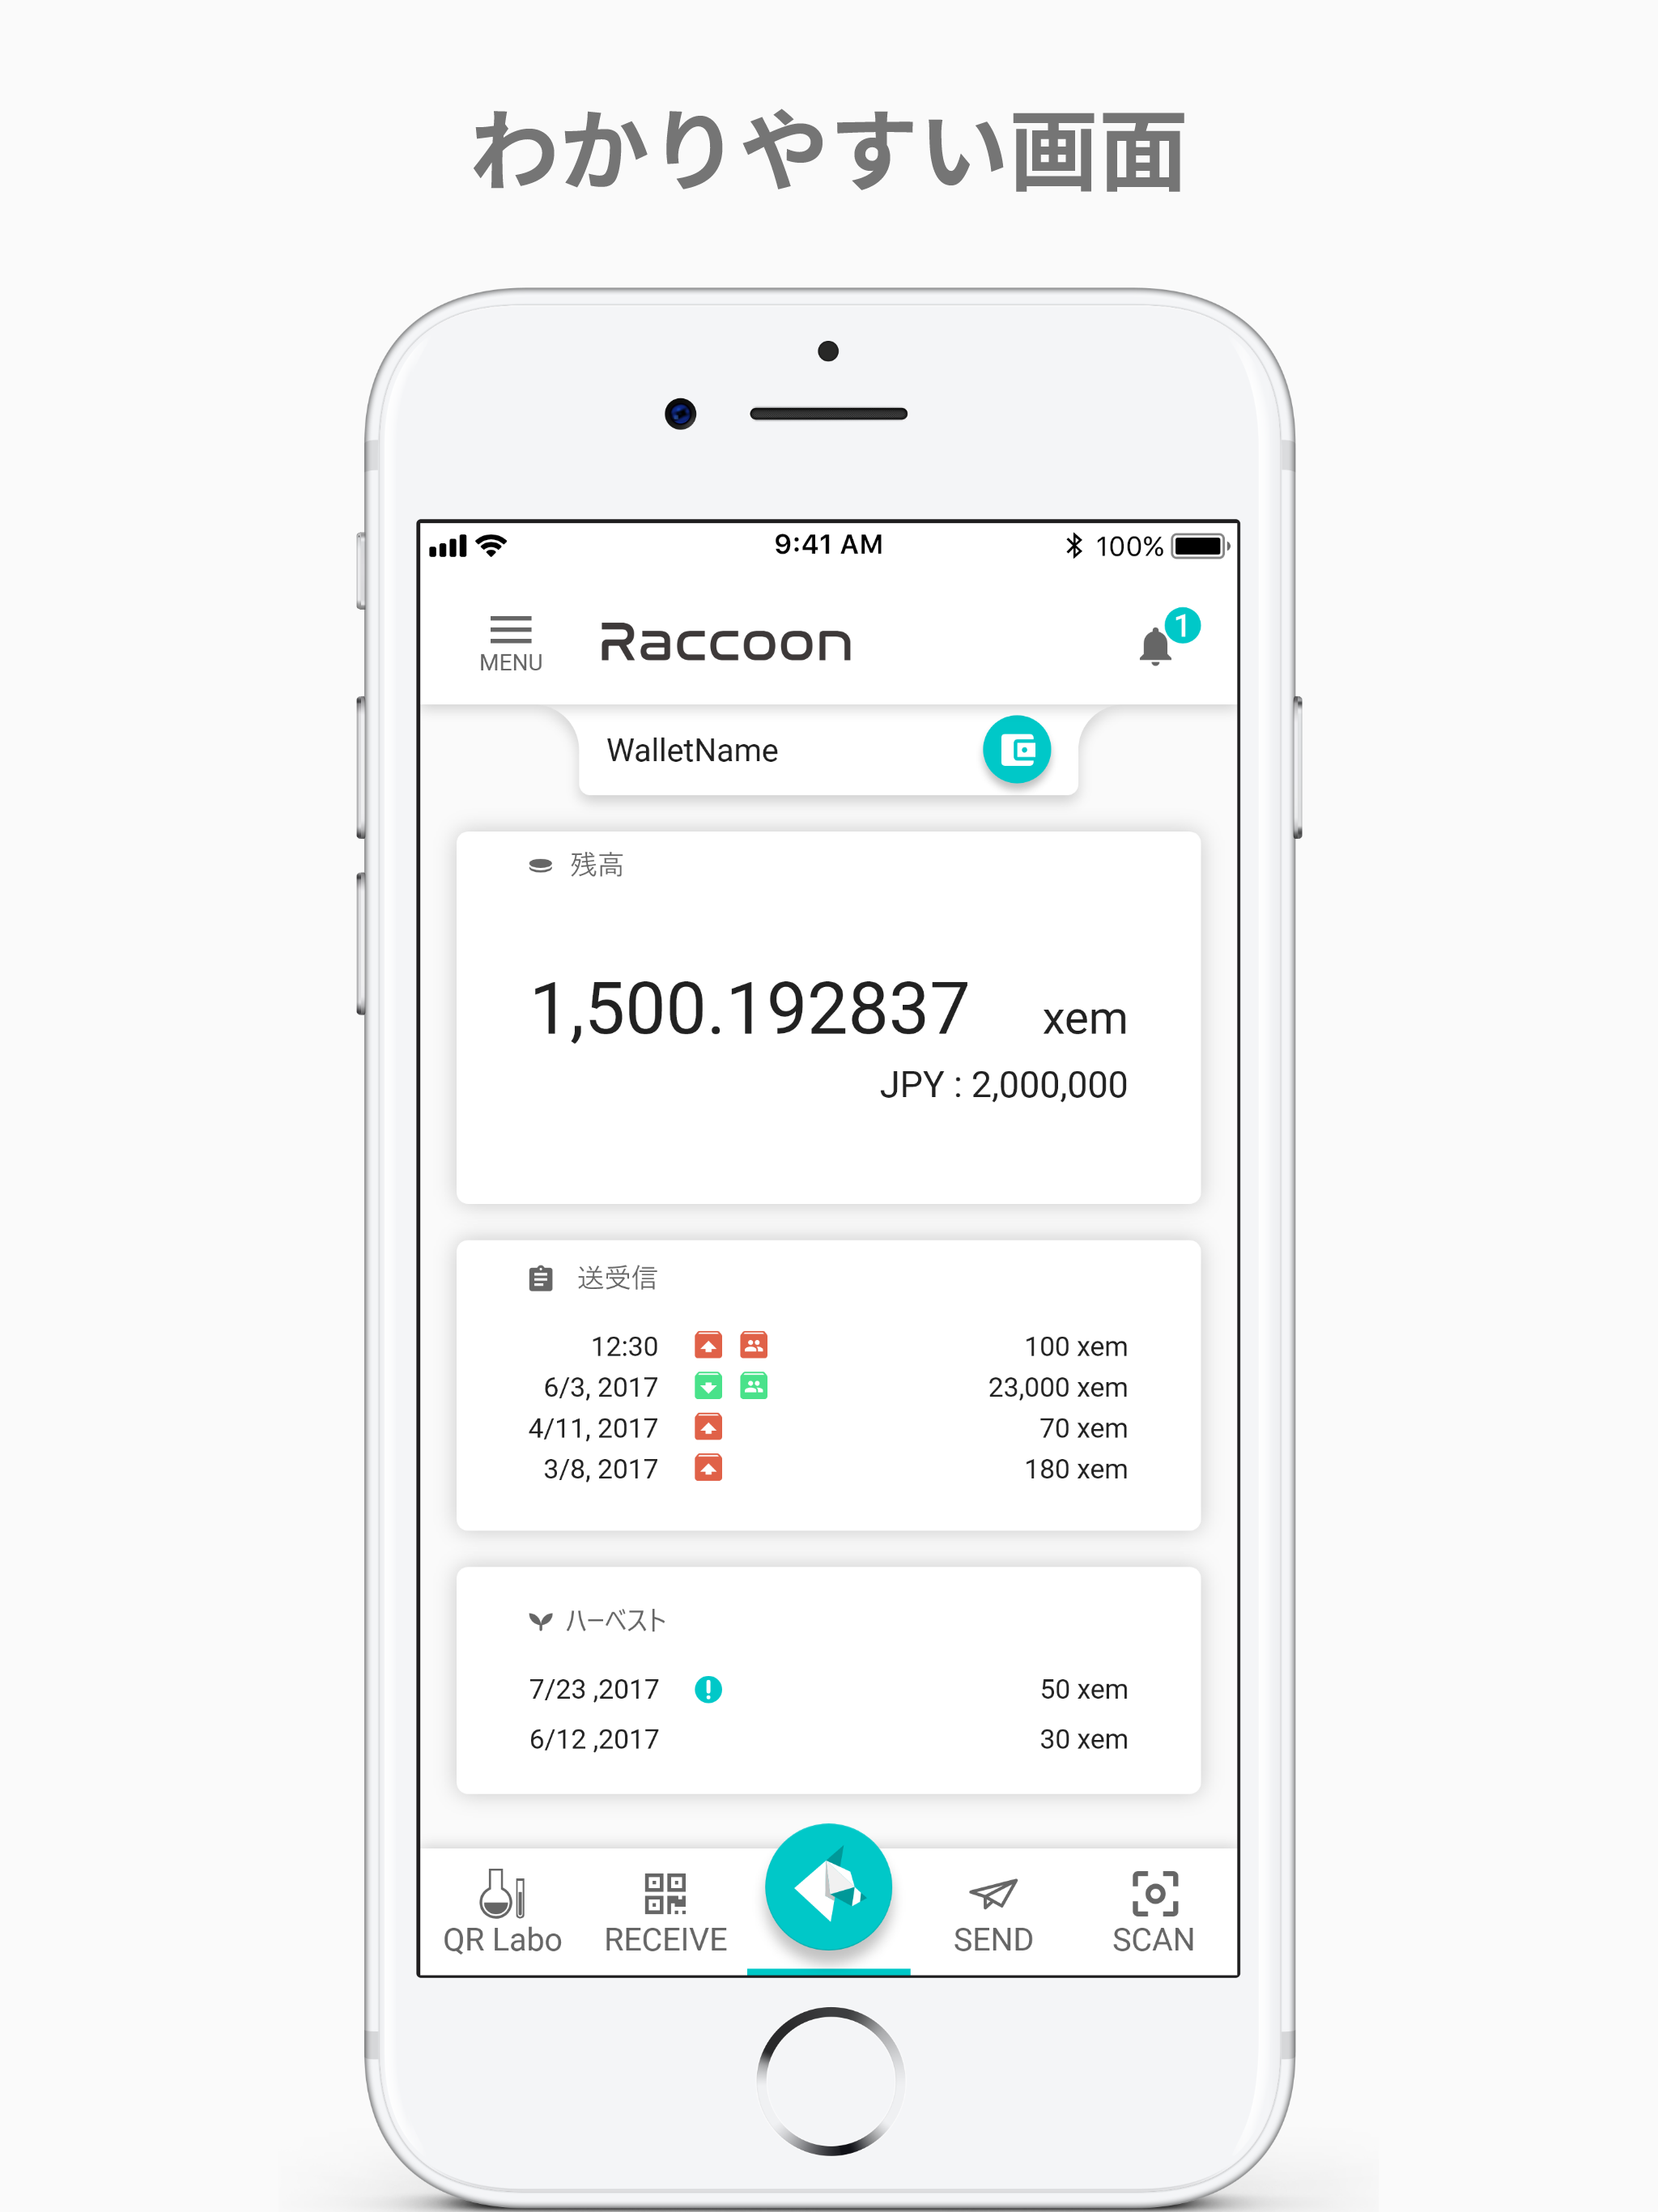 わかりやすい画面
9:41 AM
100%
MENU
Raccoon
1
WalletName
残高
1,500.192837 xem
JPY : 2,000,000
送受信
12:30 100 xem
6/3, 2017 23,000 xem
4/11, 2017 70 xem
3/8, 2017 180 xem
ハーベスト
7/23 ,2017 50 xem
6/12 ,2017 30 xem
QR Labo RECEIVE SEND SCAN